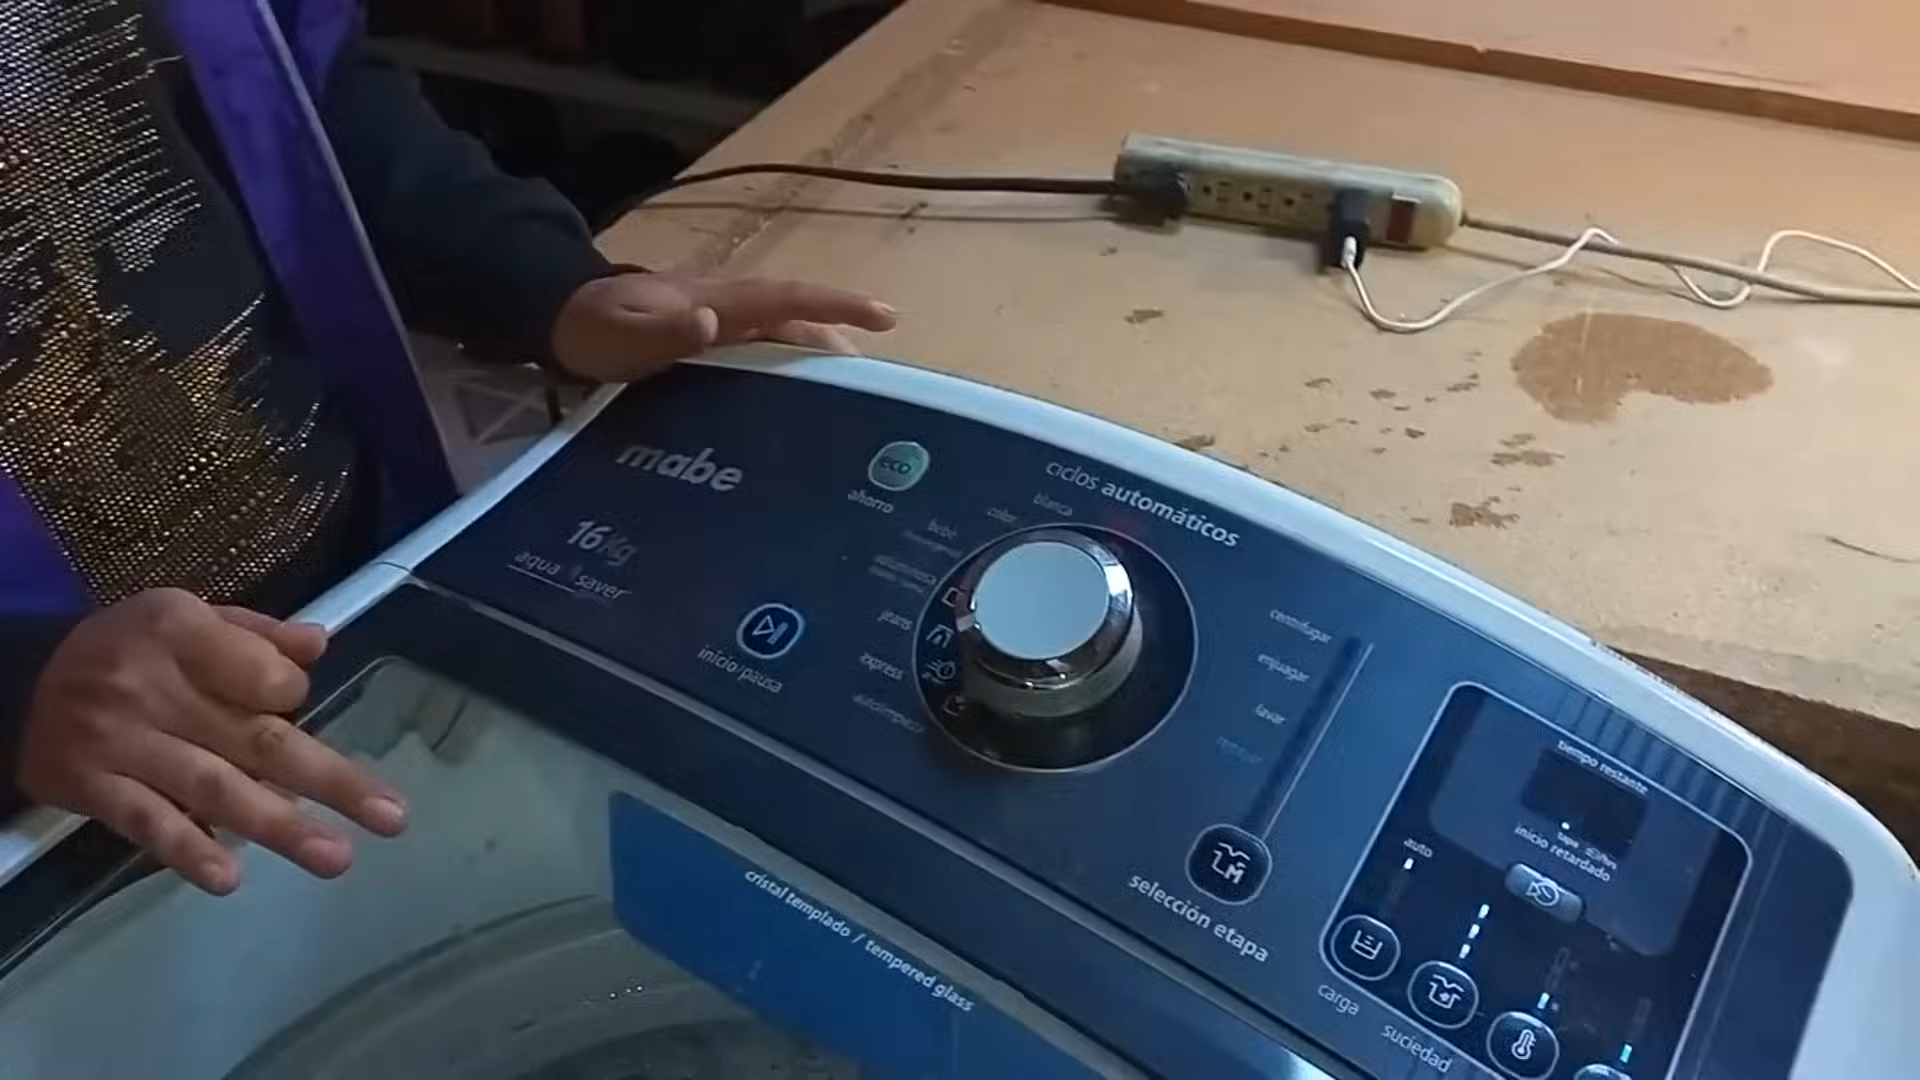 mabe
eco
ahorro
16Kg
aqua saver
inicio/pausa
ciclos automáticos
blanca
color
bebé
jeans
express
autolimpieza
centrifugar
enjuagar
lavar
remojar
selección etapa
tiempo restante
inicio retardado
auto
carga
suciedad
cristal templado / tempered glass